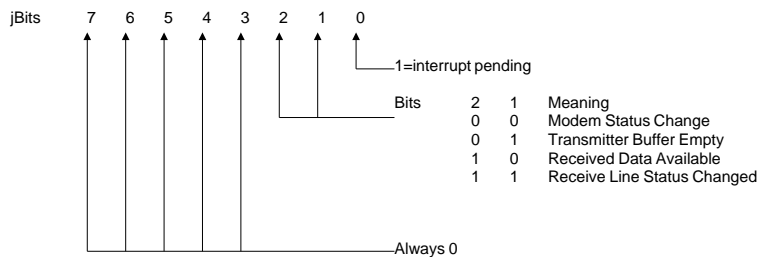 jBits 7 6 5 4 3 2 1 0
1=interrupt pending
Bits 2 1 Meaning
0 0 Modem Status Change
0 1 Transmitter Buffer Empty
1 0 Received Data Available
1 1 Receive Line Status Changed
Always 0